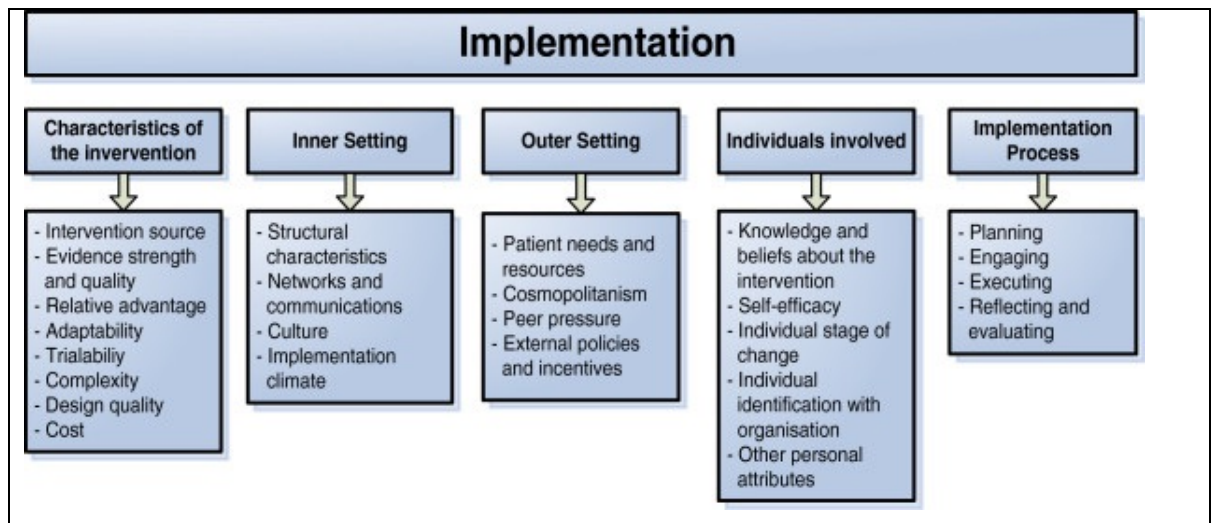 Implementation
Characteristics of
the invervention
- Intervention source
- Evidence strength
and quality
- Relative advantage
- Adaptability
- Trialabiliy
- Complexity
- Design quality
- Cost
Inner Setting
- Structural
characteristics
- Networks and
communications
- Culture
- Implementation
climate
Outer Setting
- Patient needs and
resources
- Cosmopolitanism
- Peer pressure
- External policies
and incentives
Individuals involved
- Knowledge and
beliefs about the
intervention
- Self-efficacy
- Individual stage of
change
- Individual
identification with
organisation
- Other personal
attributes
Implementation
Process
- Planning
- Engaging
- Executing
- Reflecting and
evaluating